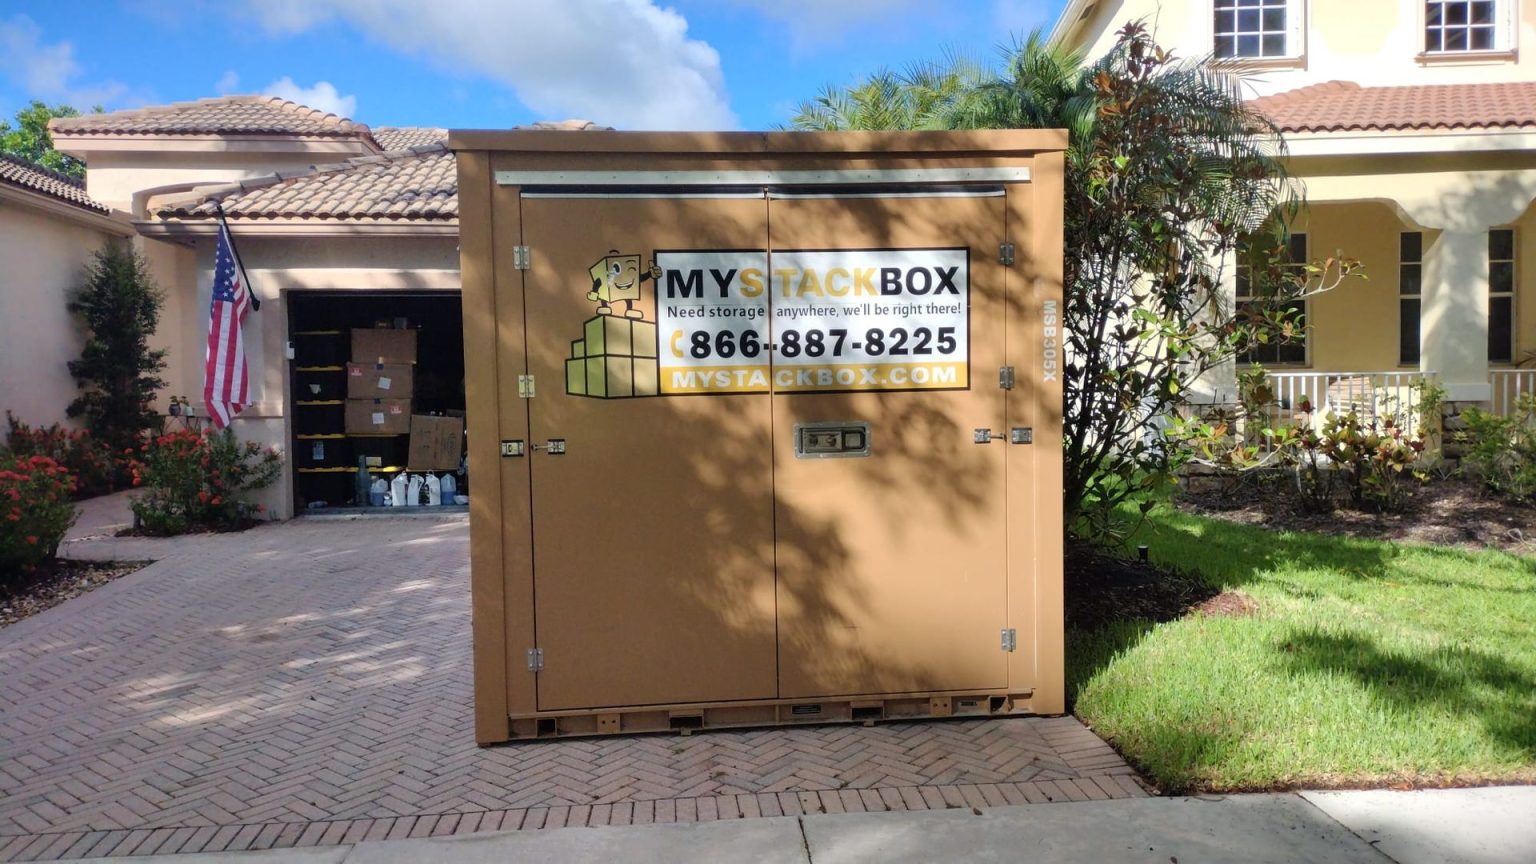 MYSTACKBOX
Need storage anywhere, we'll be right there!
866-887-8225
MYSTACKBOX.COM
MSB305X